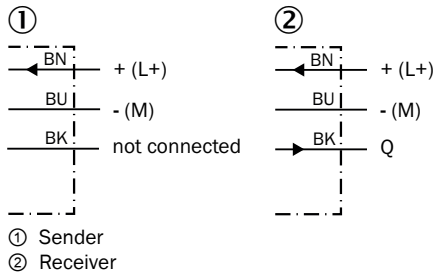 ① ②
BN + (L+) BN + (L+)
BU - (M) BU - (M)
BK not connected BK Q
① Sender
② Receiver